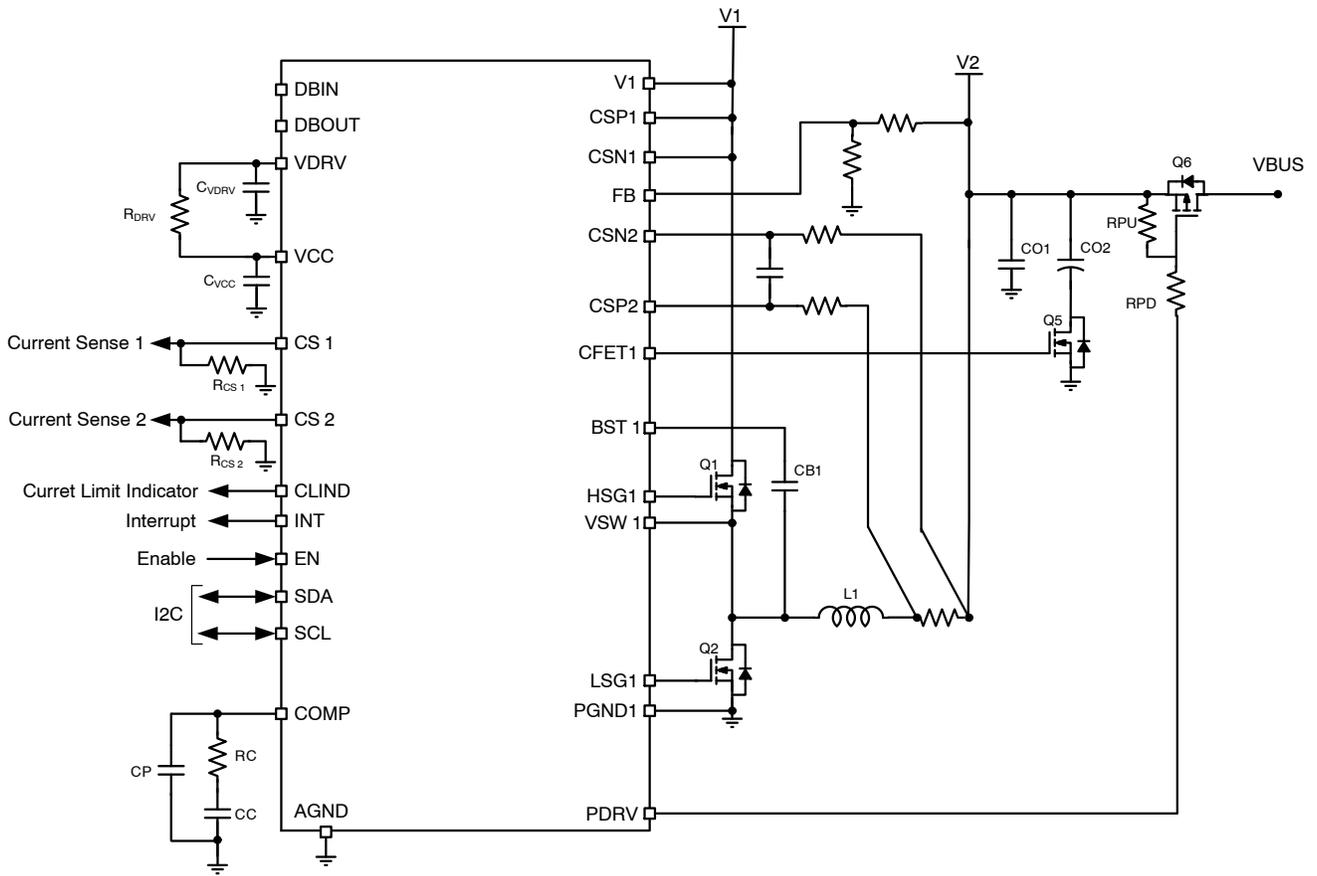 V1
V2
DBIN
DBOUT
VDRV
CVDRV
RDRV
VCC
CVCC
Current Sense 1
CS 1
RCS 1
Current Sense 2
CS 2
RCS 2
Curret Limit Indicator
CLIND
Interrupt
INT
Enable
EN
I2C
SDA
SCL
COMP
CP
RC
CC
AGND
V1
CSP1
CSN1
FB
CSN2
CSP2
CFET1
BST 1
HSG1
VSW 1
LSG1
PGND1
PDRV
Q1
CB1
L1
Q2
CO1
CO2
Q5
RPU
RPD
Q6
VBUS